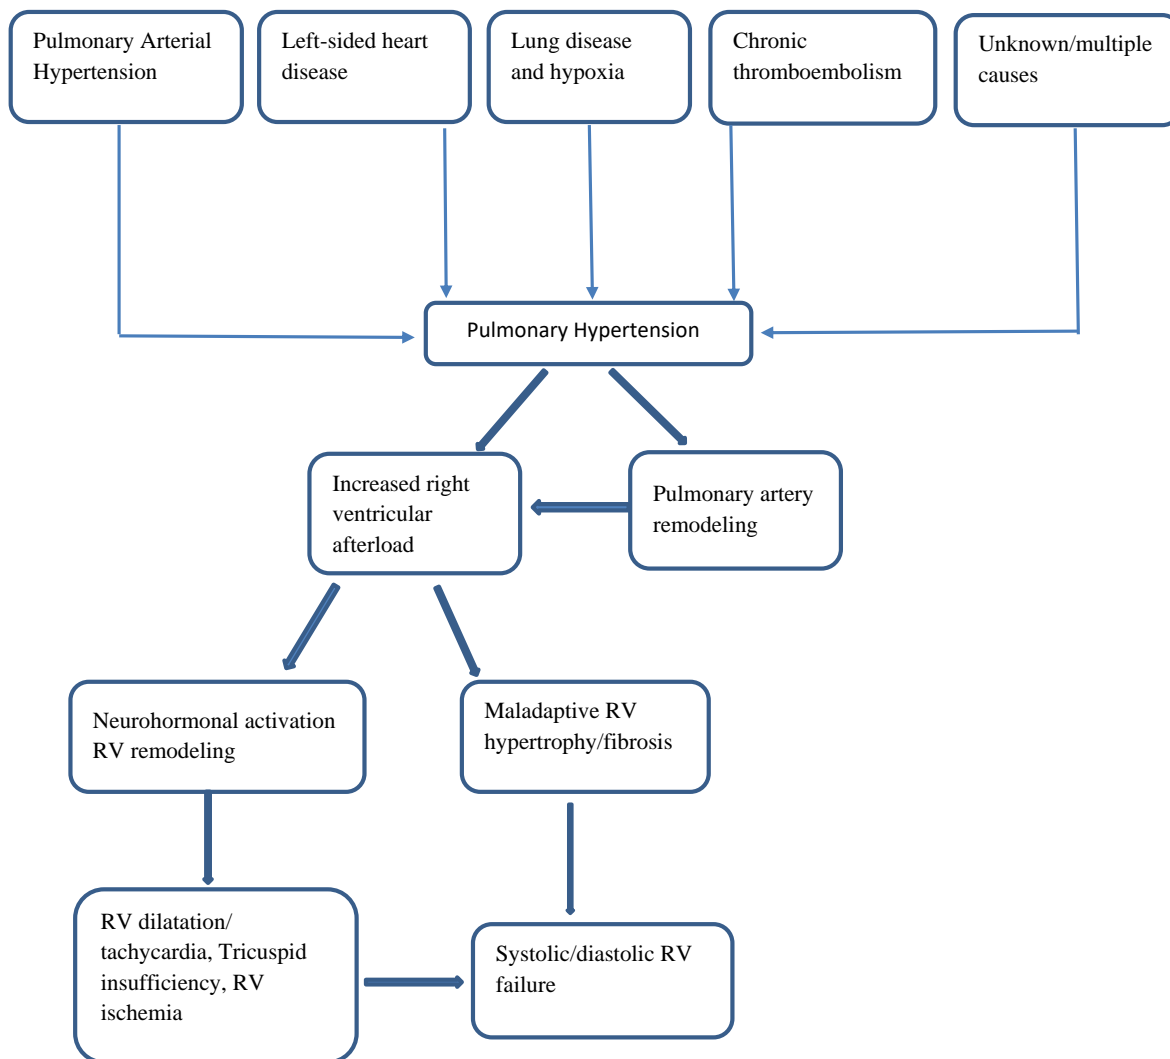 Pulmonary Arterial
Hypertension
Left-sided heart
disease
Lung disease
and hypoxia
Chronic
thromboembolism
Unknown/multiple
causes
Pulmonary Hypertension
Increased right
ventricular
afterload
Pulmonary artery
remodeling
Neurohormonal activation
RV remodeling
Maladaptive RV
hypertrophy/fibrosis
RV dilatation/
tachycardia, Tricuspid
insufficiency, RV
ischemia
Systolic/diastolic RV
failure